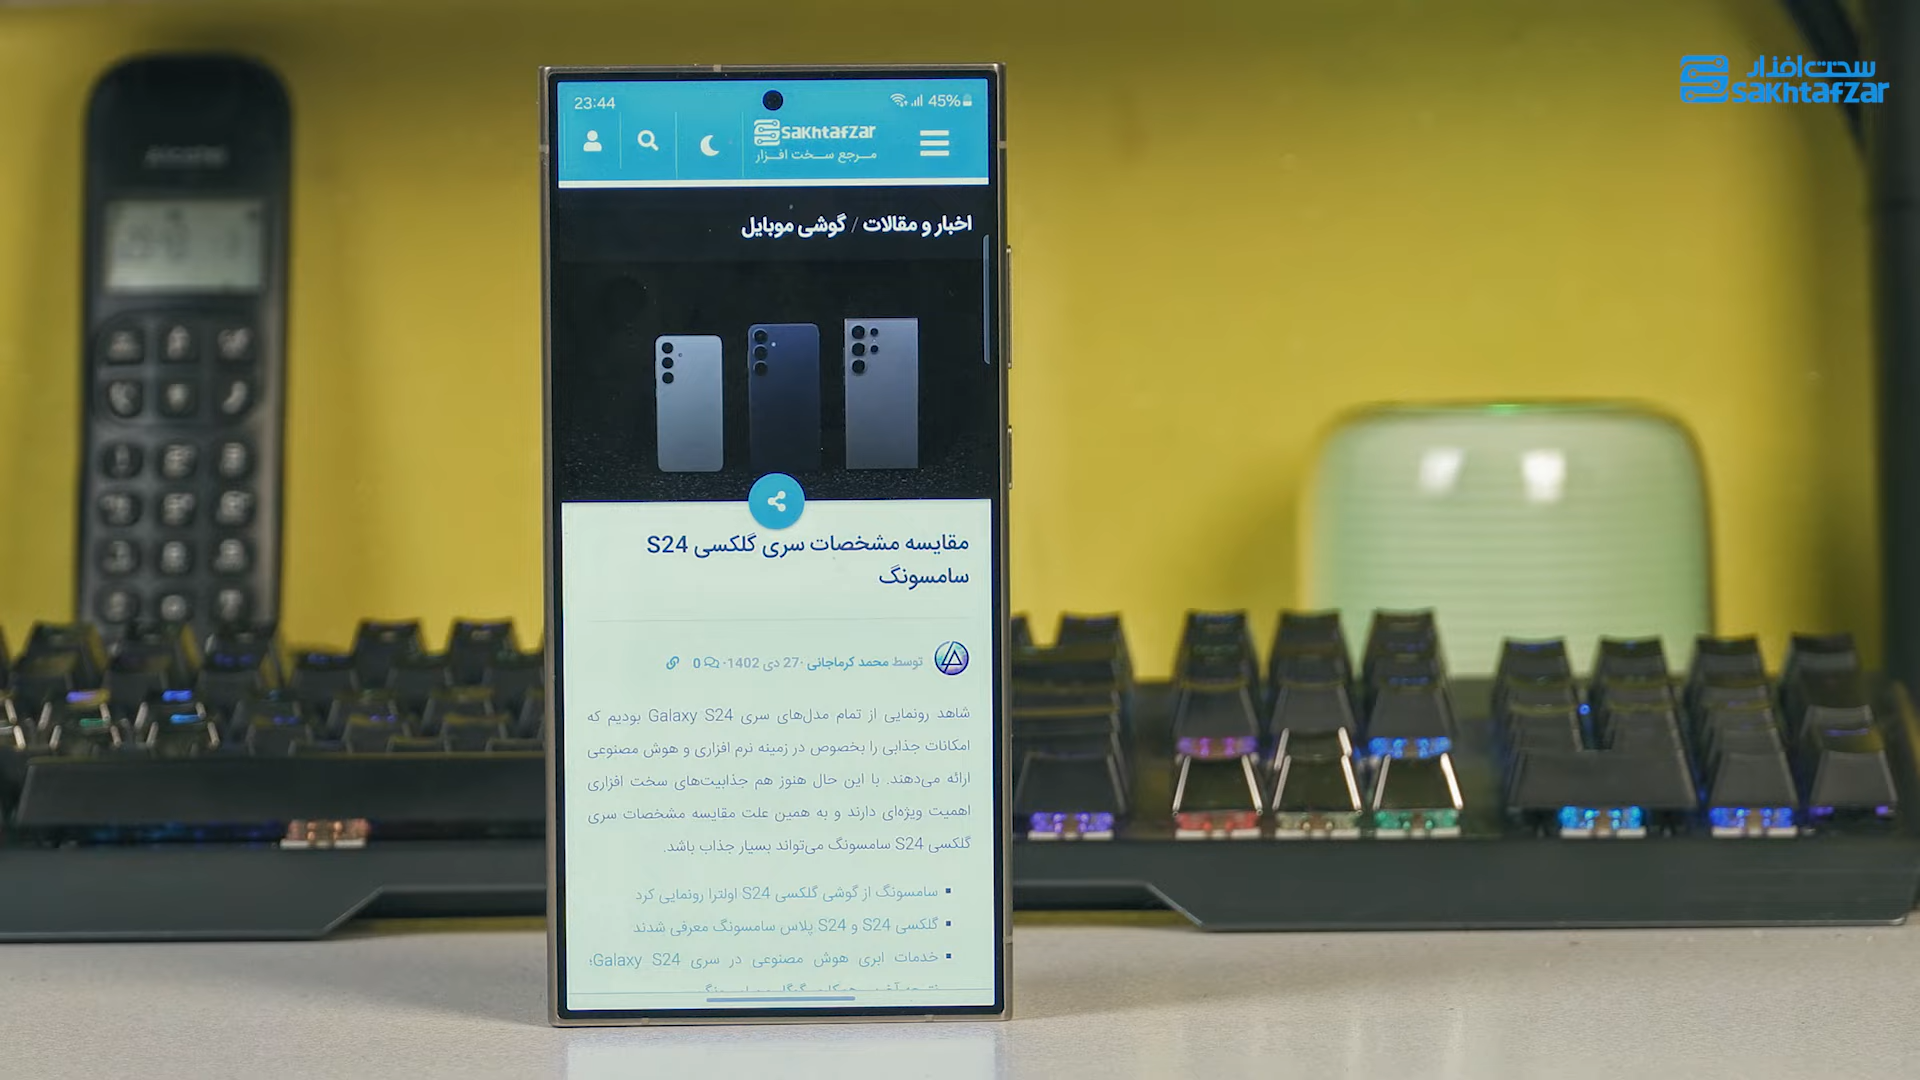 سخت‌افزار
sakhtafzar
23:44
45%
sakhtafzar
مرجع سخت افزار
اخبار و مقالات / گوشی موبایل
مقایسه مشخصات سری گلکسی S24
سامسونگ
توسط محمد کرماجانی ·27 دی 1402· 0
شاهد رونمایی از تمام مدل‌های سری Galaxy S24 بودیم که
امکانات جذابی را بخصوص در زمینه نرم افزاری و هوش مصنوعی
ارائه می‌دهند. با این حال هنوز هم جذابیت‌های سخت افزاری
اهمیت ویژه‌ای دارند و به همین علت مقایسه مشخصات سری
گلکسی S24 سامسونگ می‌تواند بسیار جذاب باشد.
▪ سامسونگ از گوشی گلکسی S24 اولترا رونمایی کرد
▪ گلکسی S24 و S24 پلاس سامسونگ معرفی شدند
▪ خدمات ابری هوش مصنوعی در سری Galaxy S24؛